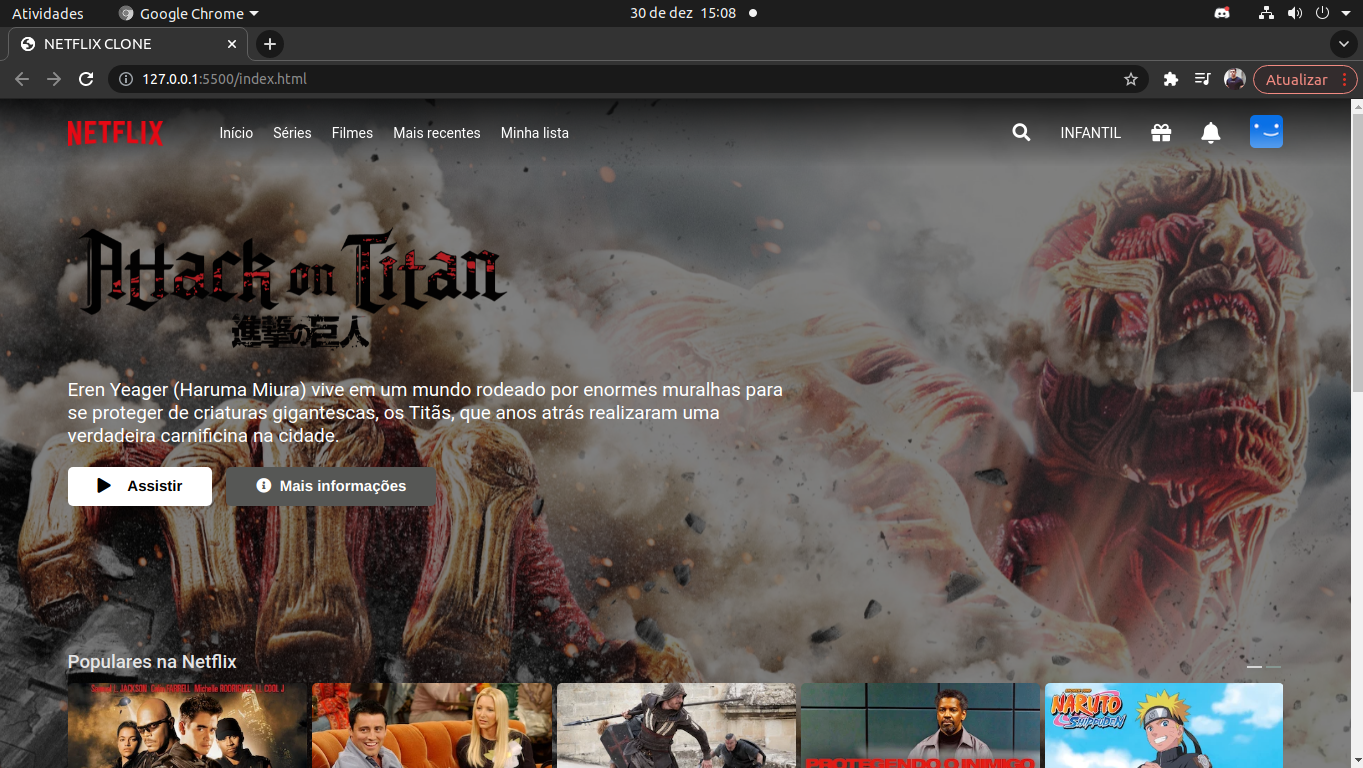 Atividades
Google Chrome
30 de dez 15:08
NETFLIX CLONE
127.0.0.1:5500/index.html
Atualizar
NETFLIX
Início
Séries
Filmes
Mais recentes
Minha lista
INFANTIL
Attack on Titan
進撃の巨人
Eren Yeager (Haruma Miura) vive em um mundo rodeado por enormes muralhas para
se proteger de criaturas gigantescas, os Titãs, que anos atrás realizaram uma
verdadeira carnificina na cidade.
Assistir
Mais informações
Populares na Netflix
Samuel L. JACKSON Colin FARRELL Michelle RODRIGUEZ LL COOL J
NARUTO
SHIPPUDEN
PROTEGENDO O INIMIGO